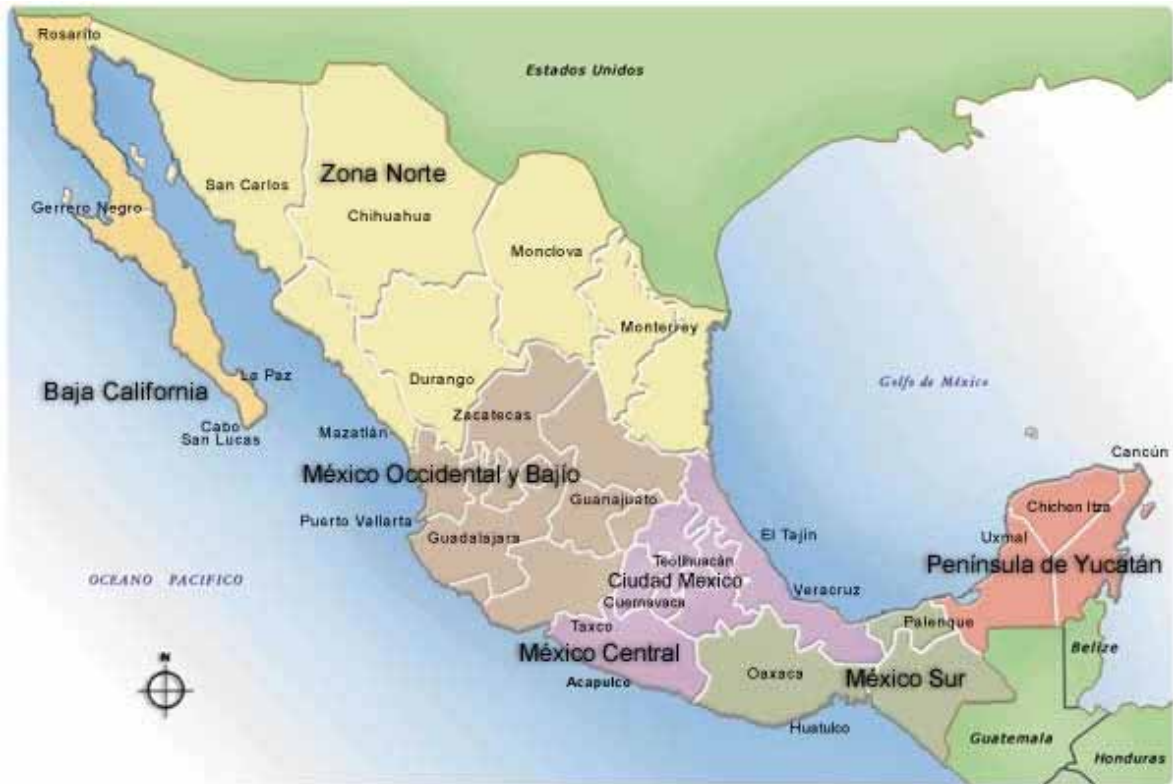 Rosarito
Estados Unidos
Zona Norte
San Carlos
Gerrero Negro
Chihuahua
Monclova
Monterrey
La Paz
Baja California
Durango
Golfo de México
Cabo
San Lucas
Zacatecas
Mazatlán
Cancún
México Occidental y Bajío
Guanajuato
Chichen Itza
Puerto Vallarta
Guadalajara
El Tajín
Uxmal
Teotihuacán
Península de Yucatán
OCEANO PACIFICO
Ciudad Mexico
Veracruz
Cuernavaca
Taxco
Palenque
Belize
N
México Central
Oaxaca
México Sur
Acapulco
Huatulco
Guatemala
Honduras